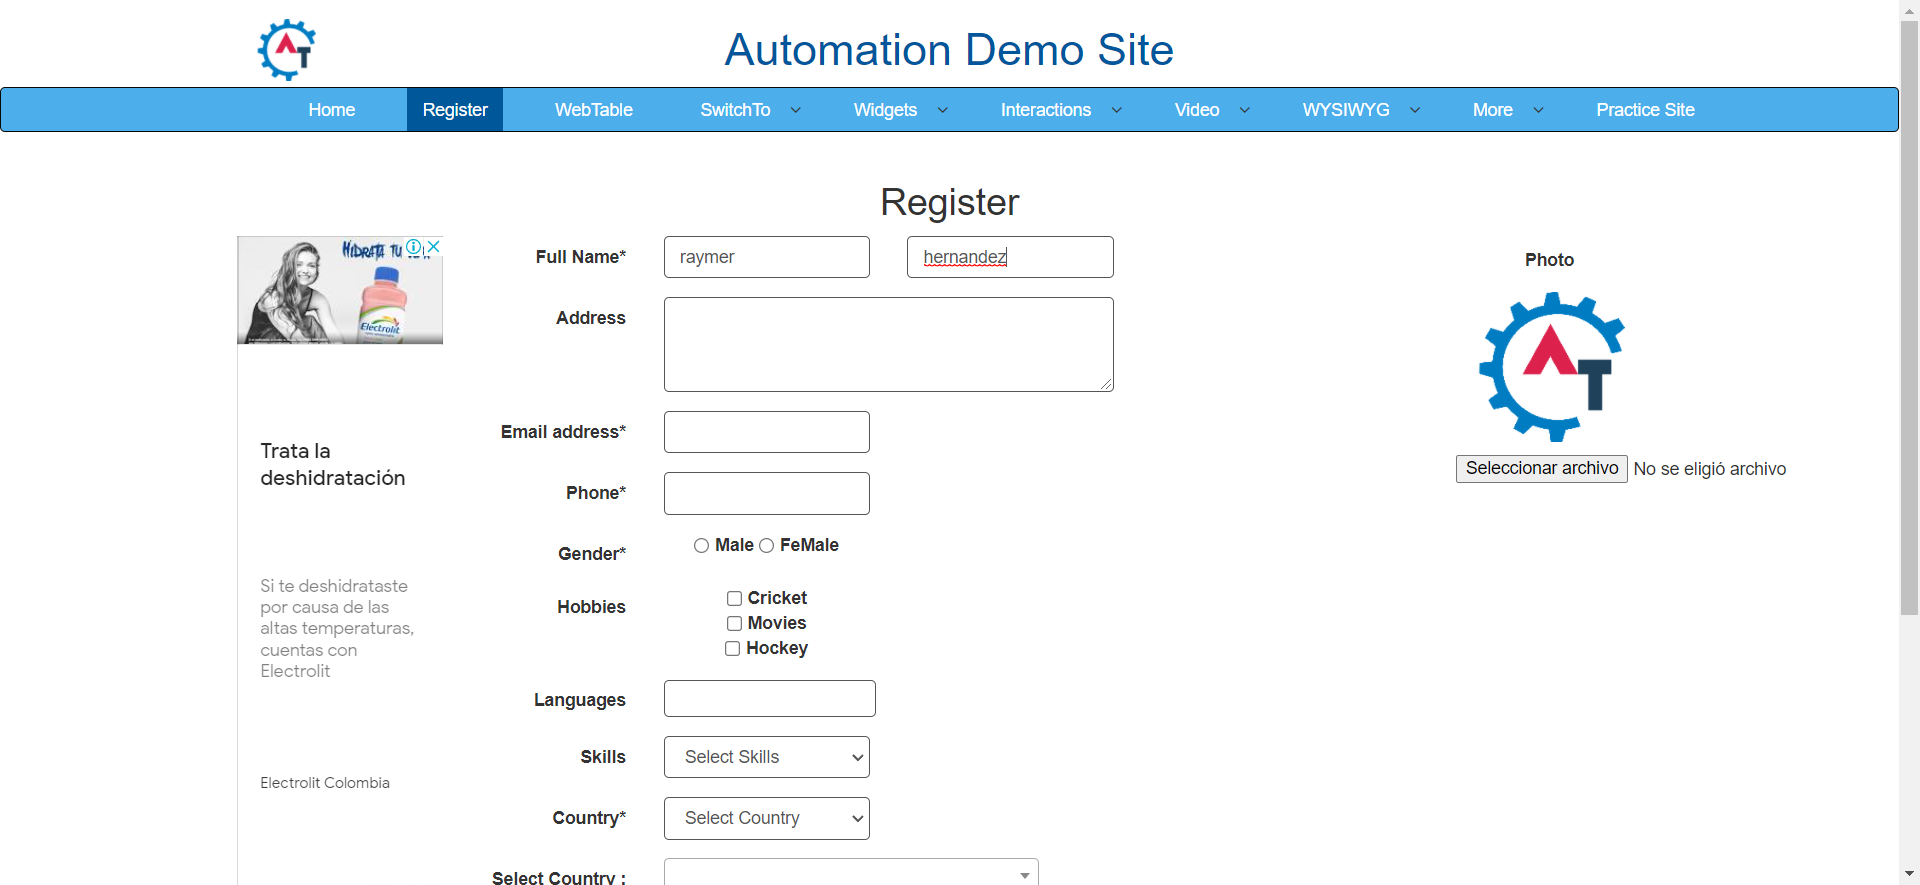 AT
Automation Demo Site
Home Register WebTable SwitchTo Widgets Interactions Video WYSIWYG More Practice Site
Register
HIDRATA TU
Electrolit
Trata la
deshidratación
Si te deshidrataste
por causa de las
altas temperaturas,
cuentas con
Electrolit
Electrolit Colombia
Full Name* raymer hernandez
Address
Email address*
Phone*
Gender* Male FeMale
Hobbies Cricket
Movies
Hockey
Languages
Skills Select Skills
Country* Select Country
Select Country :
Photo
AT
Seleccionar archivo No se eligió archivo